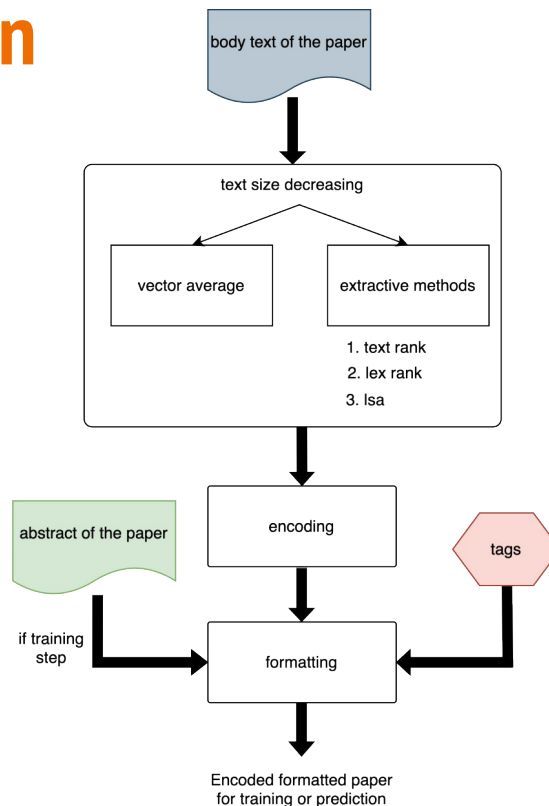 n
body text of the paper
text size decreasing
vector average
extractive methods
1. text rank
2. lex rank
3. lsa
encoding
abstract of the paper
tags
if training
step
formatting
Encoded formatted paper
for training or prediction